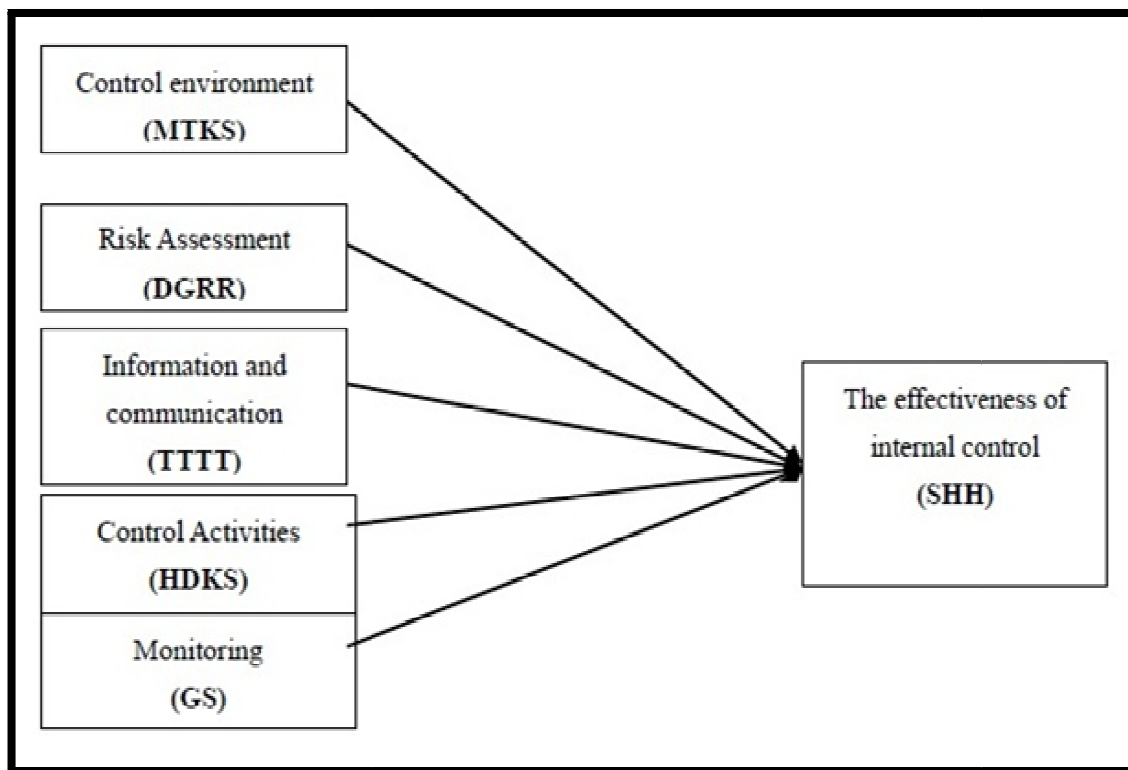 Control environment
(MTKS)
Risk Assessment
(DGRR)
Information and
communication
(TTTT)
Control Activities
(HDKS)
Monitoring
(GS)
The effectiveness of
internal control
(SHH)